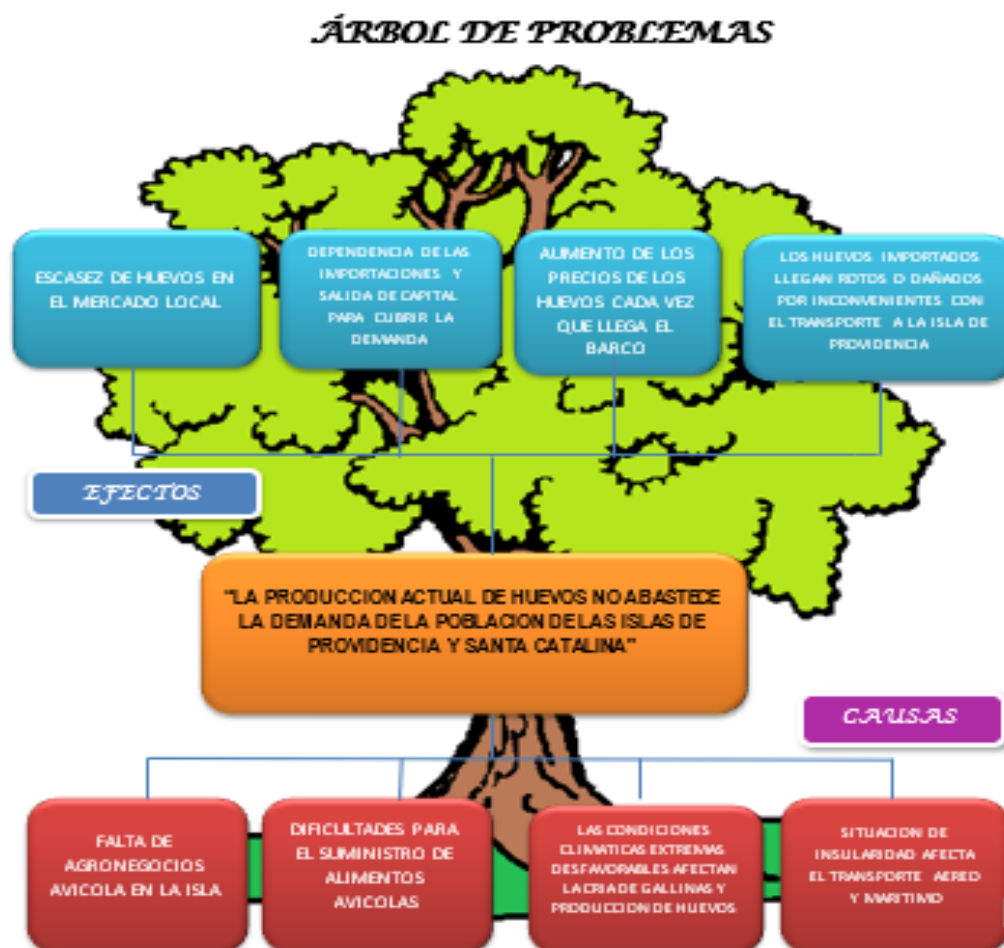 ÁRBOL DE PROBLEMAS
ESCASEZ DE HUEVOS EN
EL MERCADO LOCAL
DEPENDENCIA DE LAS
IMPORTACIONES Y
SALIDA DE CAPITAL
PARA CUBRIR LA
DEMANDA
AUMENTO DE LOS
PRECIOS DE LOS
HUEVOS CADA VEZ
QUE LLEGA EL
BARCO
LOS HUEVOS IMPORTADOS
LLEGAN ROTOS O DAÑADOS
POR INCONVENIENTES CON
EL TRANSPORTE A LA ISLA DE
PROVIDENCIA
EFECTOS
"LA PRODUCCION ACTUAL DE HUEVOS NO ABASTECE
LA DEMANDA DE LA POBLACION DE LAS ISLAS DE
PROVIDENCIA Y SANTA CATALINA"
CAUSAS
FALTA DE
AGRONEGOCIOS
AVICOLA EN LA ISLA
DIFICULTADES PARA
EL SUMINISTRO DE
ALIMENTOS
AVICOLAS
LAS CONDICIONES
CLIMATICAS EXTREMAS
DESFAVORABLES AFECTAN
LA CRIA DE GALLINAS Y
PRODUCCION DE HUEVOS
SITUACION DE
INSULARIDAD AFECTA
EL TRANSPORTE AEREO
Y MARITIMO